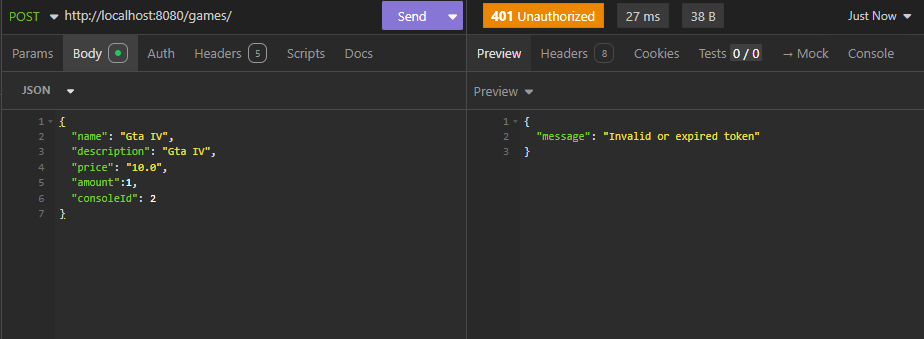 POST http://localhost:8080/games/ Send
401 Unauthorized 27 ms 38 B Just Now
Params Body Auth Headers 5 Scripts Docs
Preview Headers 8 Cookies Tests 0 / 0 → Mock Console
JSON
1 {
2 "name": "Gta IV",
3 "description": "Gta IV",
4 "price": "10.0",
5 "amount":1,
6 "consoleId": 2
7 }
Preview
1 {
2 "message": "Invalid or expired token"
3 }